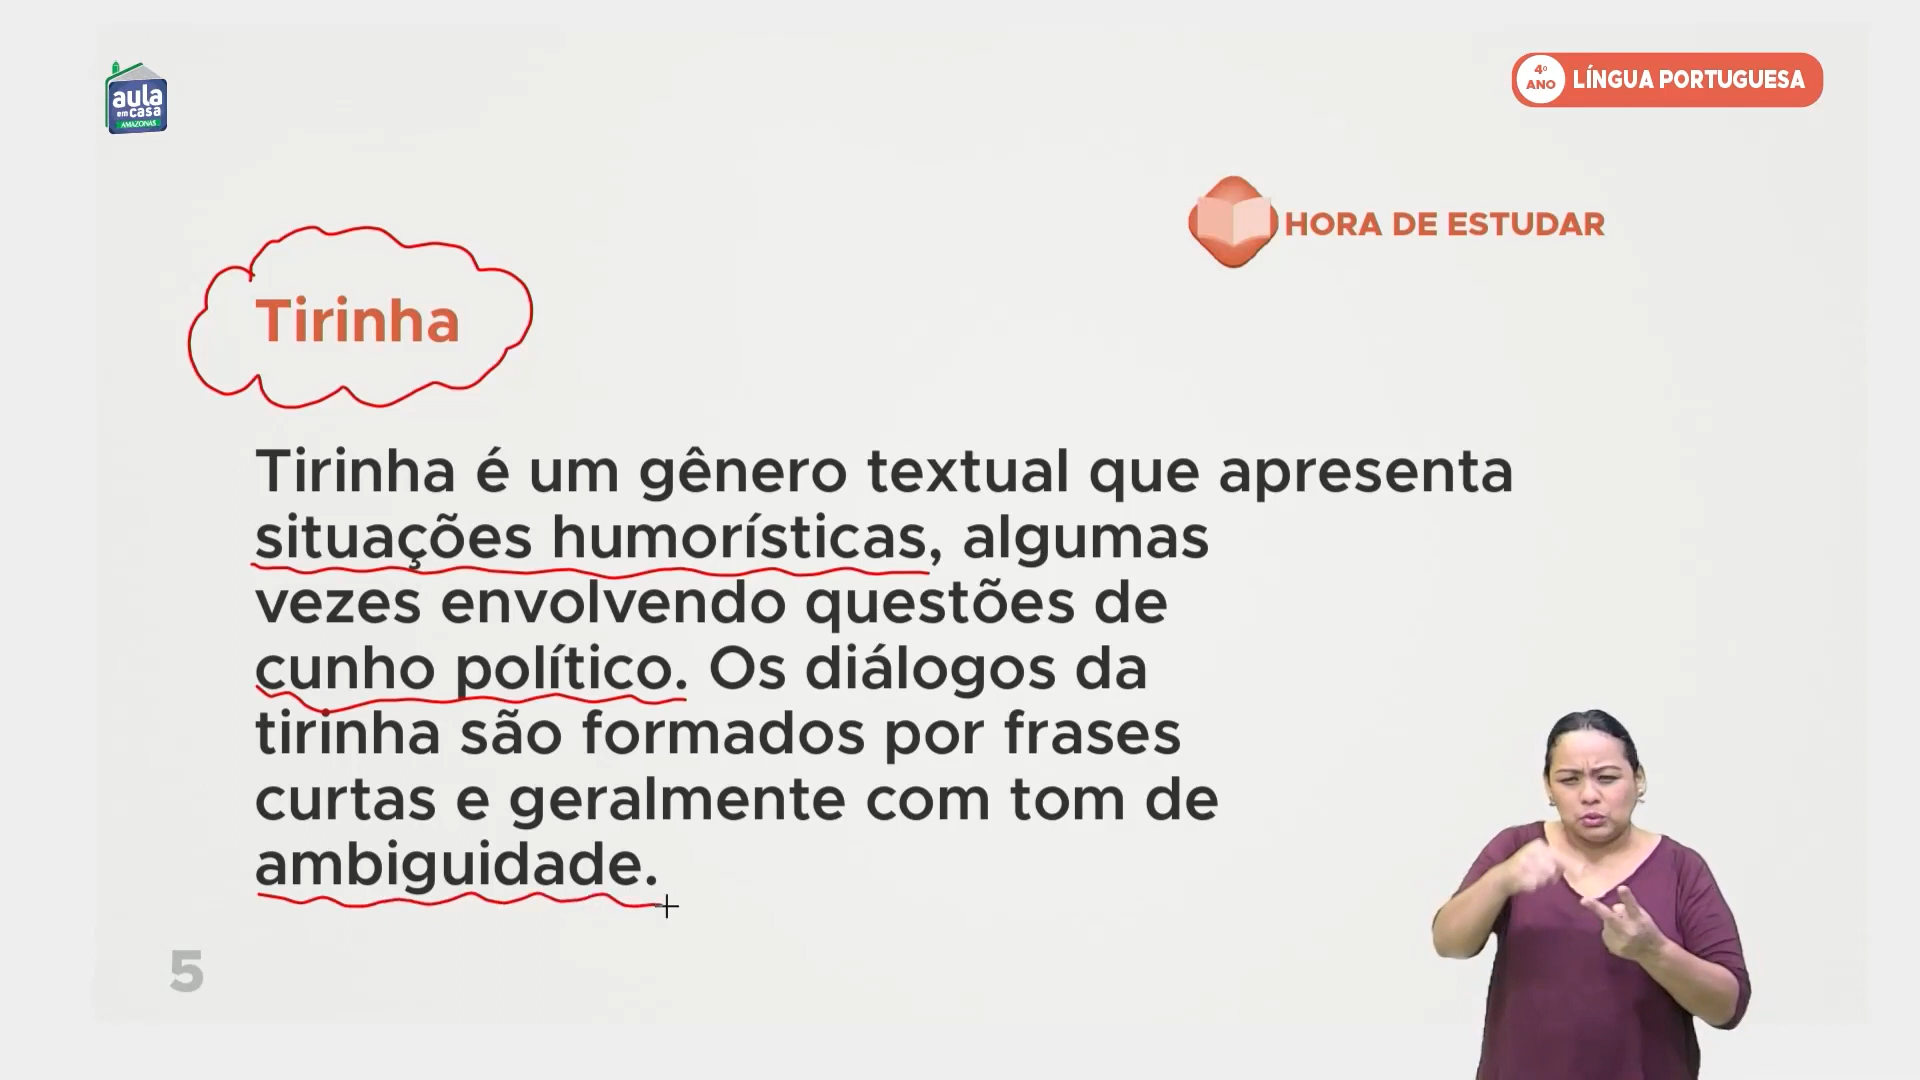 aula
em casa
AMAZONAS
4º
ANO
LÍNGUA PORTUGUESA
HORA DE ESTUDAR
Tirinha
Tirinha é um gênero textual que apresenta
situações humorísticas, algumas
vezes envolvendo questões de
cunho político. Os diálogos da
tirinha são formados por frases
curtas e geralmente com tom de
ambiguidade.
5